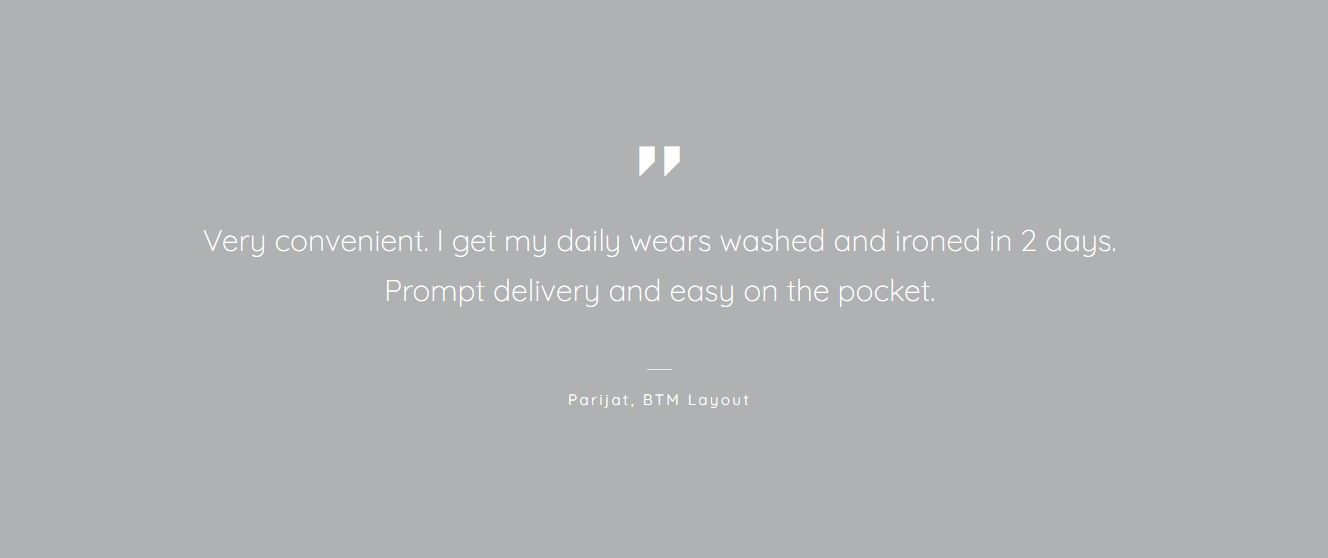 ”
Very convenient. I get my daily wears washed and ironed in 2 days.
Prompt delivery and easy on the pocket.
Parijat, BTM Layout